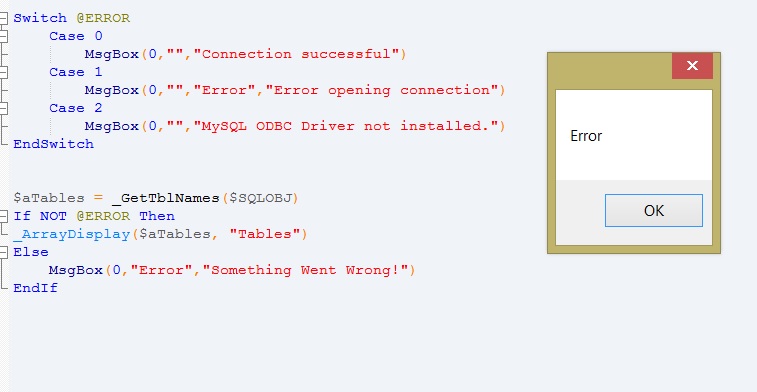 Switch @ERROR
Case 0
MsgBox(0,"","Connection successful")
Case 1
MsgBox(0,"","Error","Error opening connection")
Case 2
MsgBox(0,"","MySQL ODBC Driver not installed.")
EndSwitch
$aTables = _GetTblNames($SQLOBJ)
If NOT @ERROR Then
_ArrayDisplay($aTables, "Tables")
Else
MsgBox(0,"Error","Something Went Wrong!")
EndIf
Error
OK